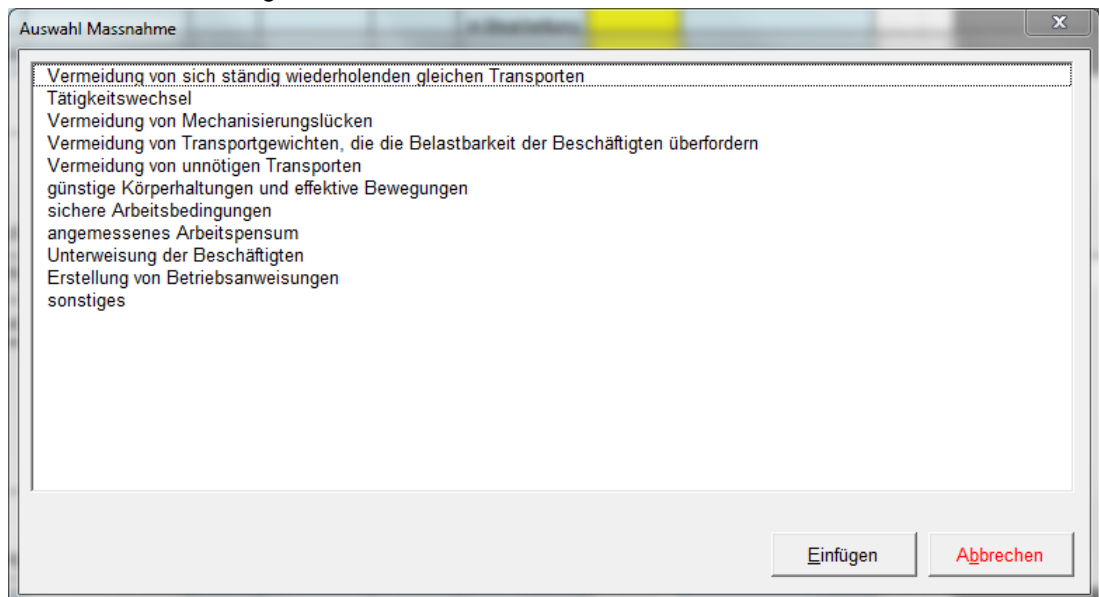 Auswahl Massnahme
X
Vermeidung von sich ständig wiederholenden gleichen Transporten
Tätigkeitswechsel
Vermeidung von Mechanisierungslücken
Vermeidung von Transportgewichten, die die Belastbarkeit der Beschäftigten überfordern
Vermeidung von unnötigen Transporten
günstige Körperhaltungen und effektive Bewegungen
sichere Arbeitsbedingungen
angemessenes Arbeitspensum
Unterweisung der Beschäftigten
Erstellung von Betriebsanweisungen
sonstiges
Einfügen Abbrechen